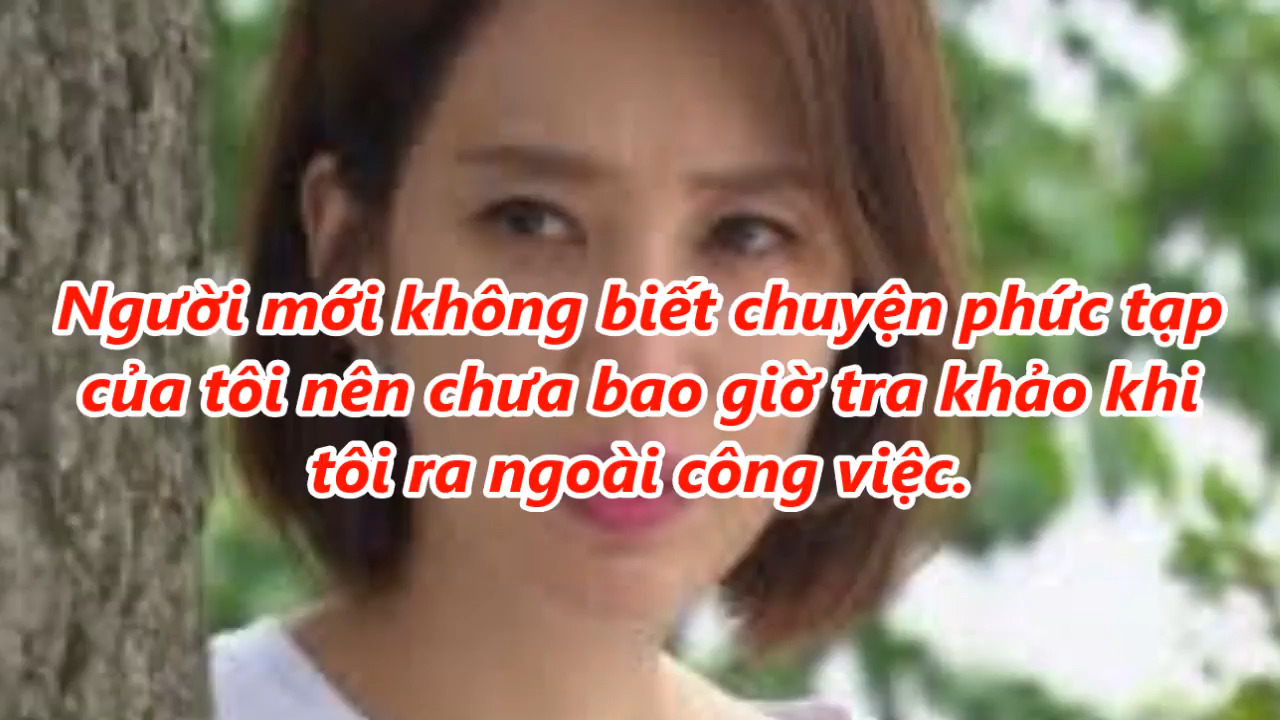 Người mới không biết chuyện phức tạp
của tôi nên chưa bao giờ tra khảo khi
tôi ra ngoài công việc.